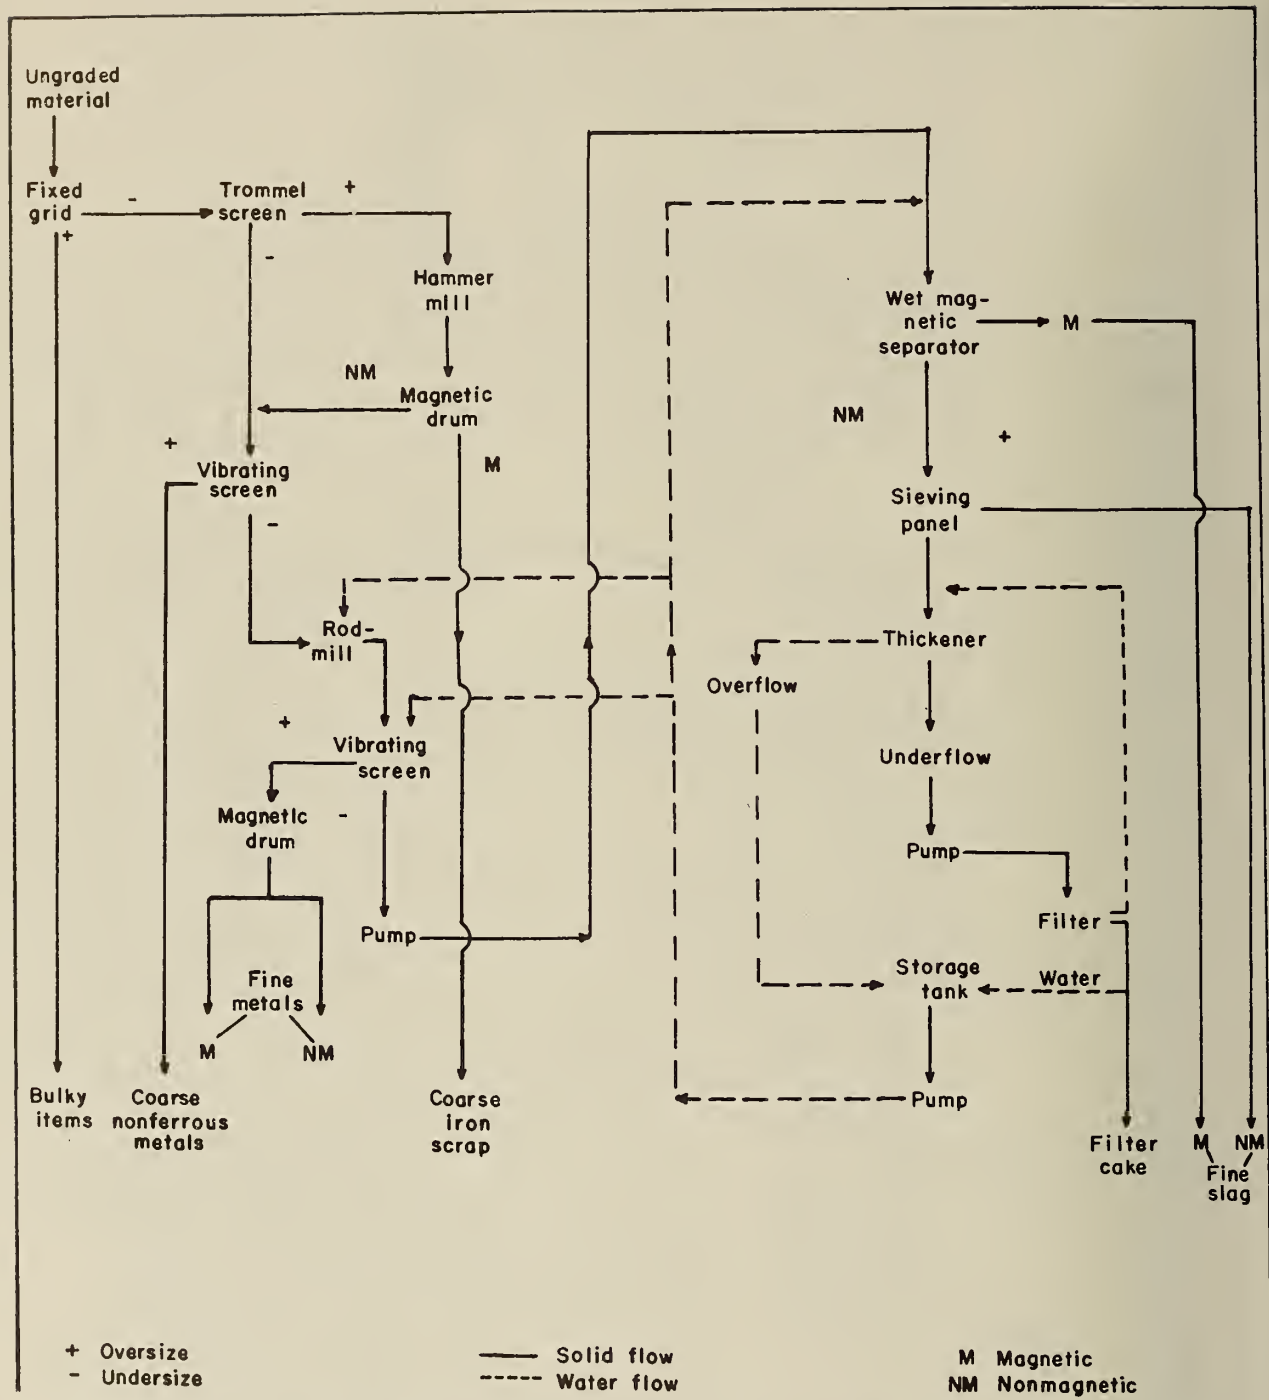 Ungraded
material
Fixed
grid
-
+
Trommel
screen
+
-
Hammer
mill
NM
Magnetic
drum
M
+
Vibrating
screen
-
Rod-
mill
+
Vibrating
screen
-
Magnetic
drum
Pump
Fine
metals
M
NM
Bulky
items
Coarse
nonferrous
metals
Coarse
iron
scrap
Wet mag-
netic
separator
M
NM
+
Sieving
panel
Thickener
Overflow
Underflow
Pump
Filter
Storage
tank
Water
Pump
Filter
cake
M
NM
Fine
slag
+ Oversize
- Undersize
Solid flow
Water flow
M Magnetic
NM Nonmagnetic